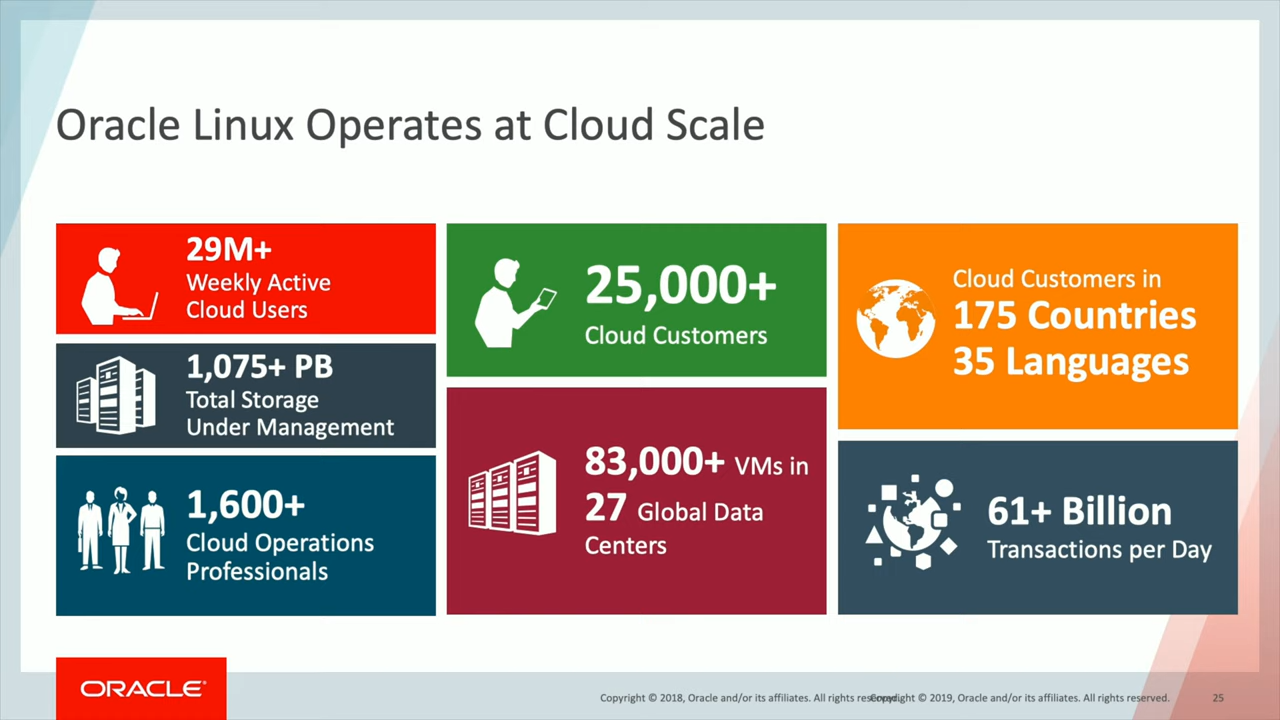 Oracle Linux Operates at Cloud Scale
29M+
Weekly Active
Cloud Users
1,075+ PB
Total Storage
Under Management
1,600+
Cloud Operations
Professionals
25,000+
Cloud Customers
83,000+ VMs in
27 Global Data
Centers
Cloud Customers in
175 Countries
35 Languages
61+ Billion
Transactions per Day
ORACLE®
Copyright © 2018, Oracle and/or its affiliates. All rights reserved.
Copyright © 2019, Oracle and/or its affiliates. All rights reserved.
25